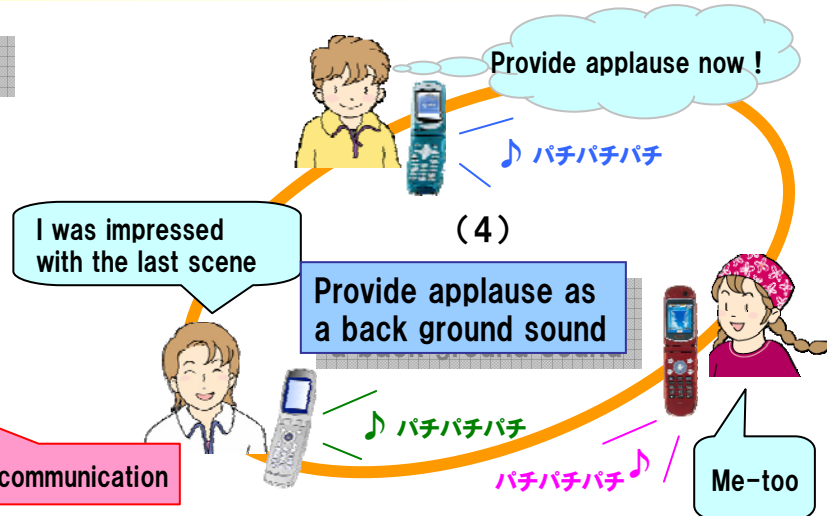 Provide applause now！
♪ パチパチパチ
（4）
I was impressed
with the last scene
Provide applause as
a back ground sound
♪ パチパチパチ
パチパチパチ♪
communication
Me-too